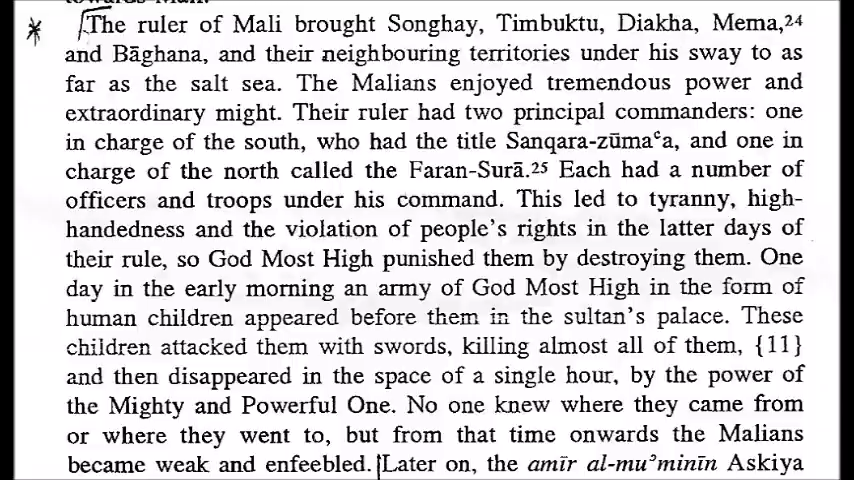 towards Mali.
* The ruler of Mali brought Songhay, Timbuktu, Diakha, Mema,24
and Bāghana, and their neighbouring territories under his sway to as
far as the salt sea. The Malians enjoyed tremendous power and
extraordinary might. Their ruler had two principal commanders: one
in charge of the south, who had the title Sanqara-zūmaʿa, and one in
charge of the north called the Faran-Surā.25 Each had a number of
officers and troops under his command. This led to tyranny, high-
handedness and the violation of people's rights in the latter days of
their rule, so God Most High punished them by destroying them. One
day in the early morning an army of God Most High in the form of
human children appeared before them in the sultan's palace. These
children attacked them with swords, killing almost all of them, {11}
and then disappeared in the space of a single hour, by the power of
the Mighty and Powerful One. No one knew where they came from
or where they went to, but from that time onwards the Malians
became weak and enfeebled. Later on, the amīr al-muʾminīn Askiya